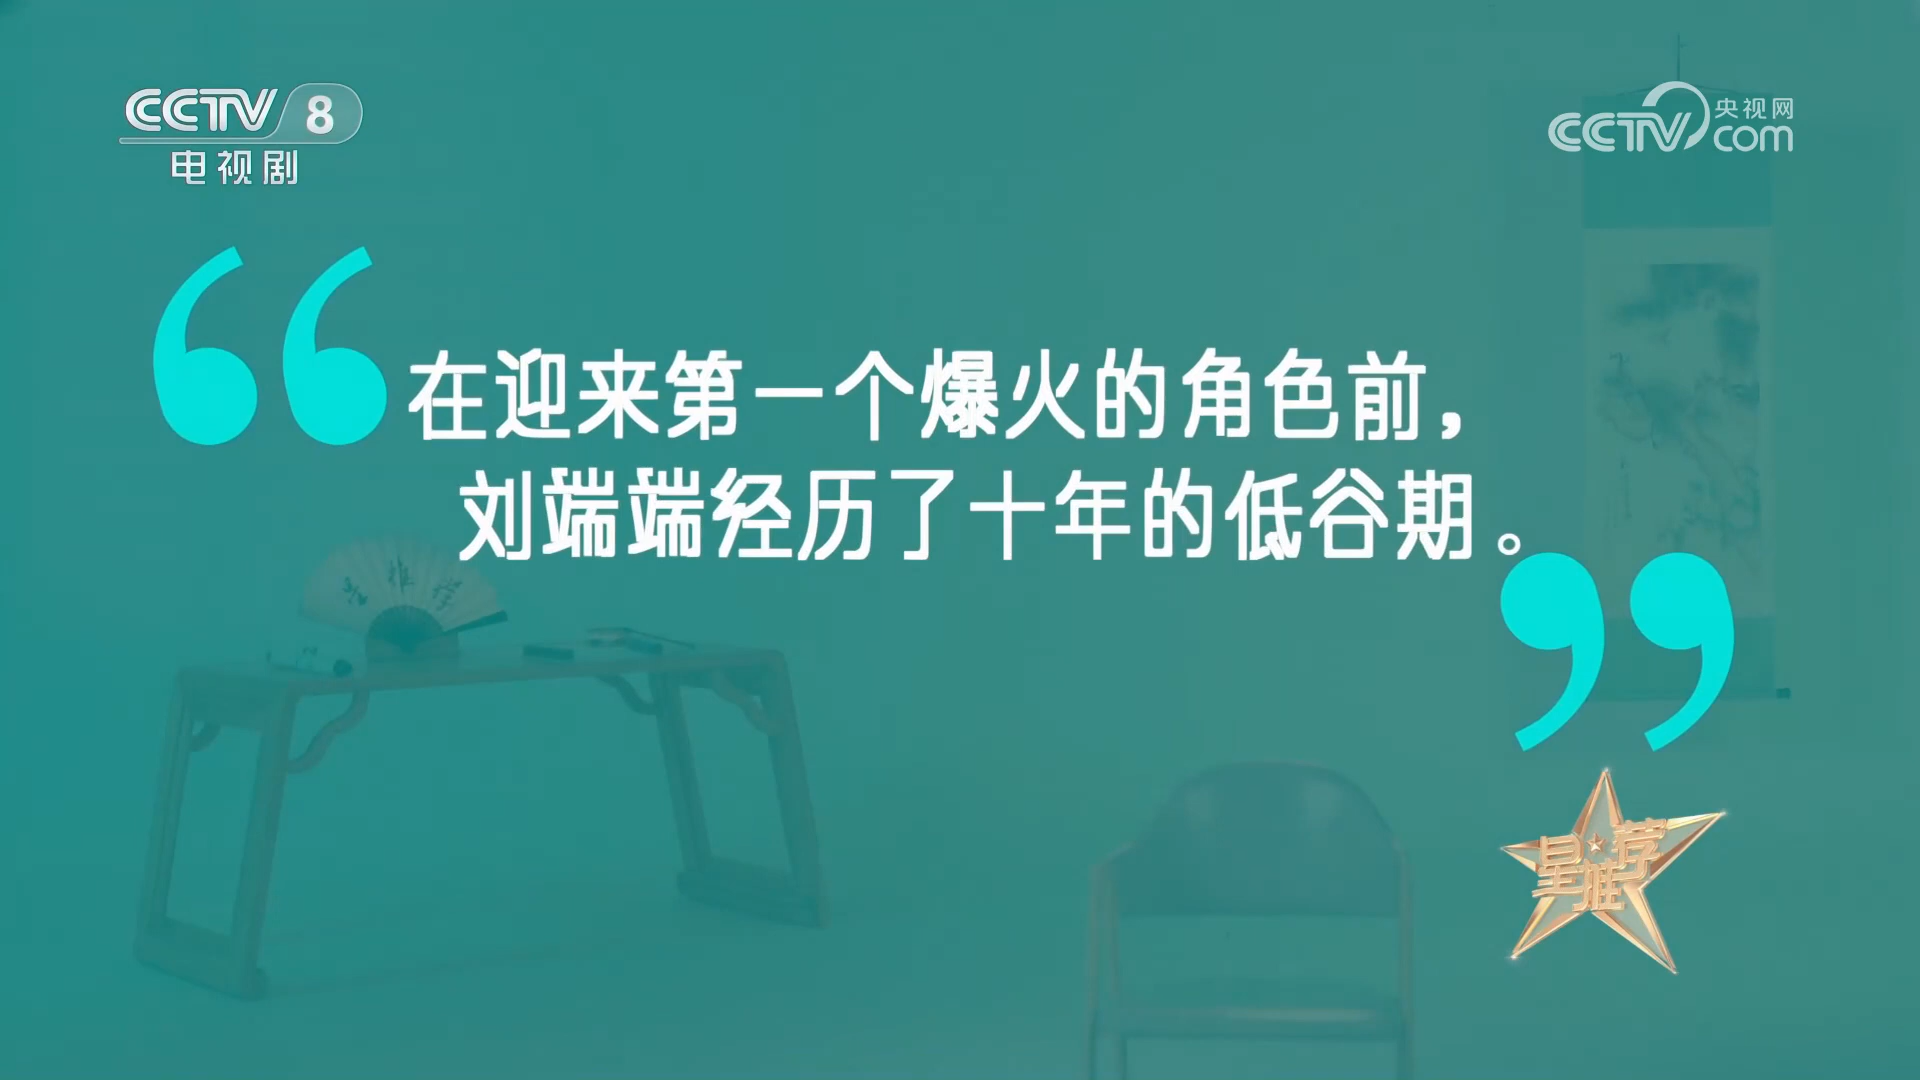 CCTV 8
电视剧
央视网
CCTV com
“在迎来第一个爆火的角色前，
刘端端经历了十年的低谷期。”
星推荐